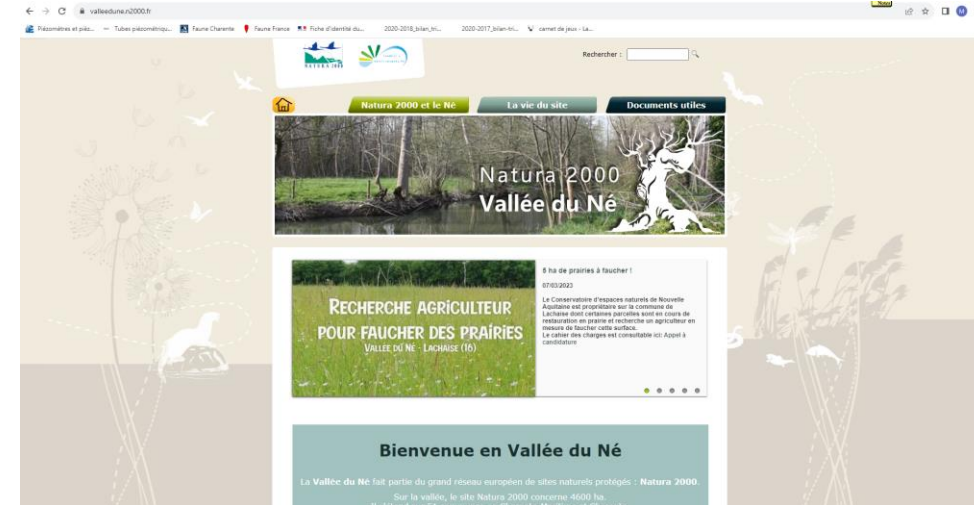 valleedune.n2000.fr
Piézomètres et piéz... Tubes piézométriqu... Faune Charente Faune France Fiche d'identité du... 2020-2018_bilan_tri... 2020-2017_bilan-tri... carnet de jeux - La...
NATURA 2000
Rechercher :
Natura 2000 et le Né La vie du site Documents utiles
Natura 2000
Vallée du Né
RECHERCHE AGRICULTEUR
POUR FAUCHER DES PRAIRIES
VALLÉE DU NÉ - LACHAISE (16)
5 ha de prairies à faucher !
07/03/2023
Le Conservatoire d'espaces naturels de Nouvelle
Aquitaine est propriétaire sur la commune de
Lachaise dont certaines parcelles sont en cours de
restauration en prairie et recherche un agriculteur en
mesure de faucher cette surface.
Le cahier des charges est consultable ici: Appel à
candidature
Bienvenue en Vallée du Né
La Vallée du Né fait partie du grand réseau européen de sites naturels protégés : Natura 2000.
Sur la vallée, le site Natura 2000 concerne 4600 ha.